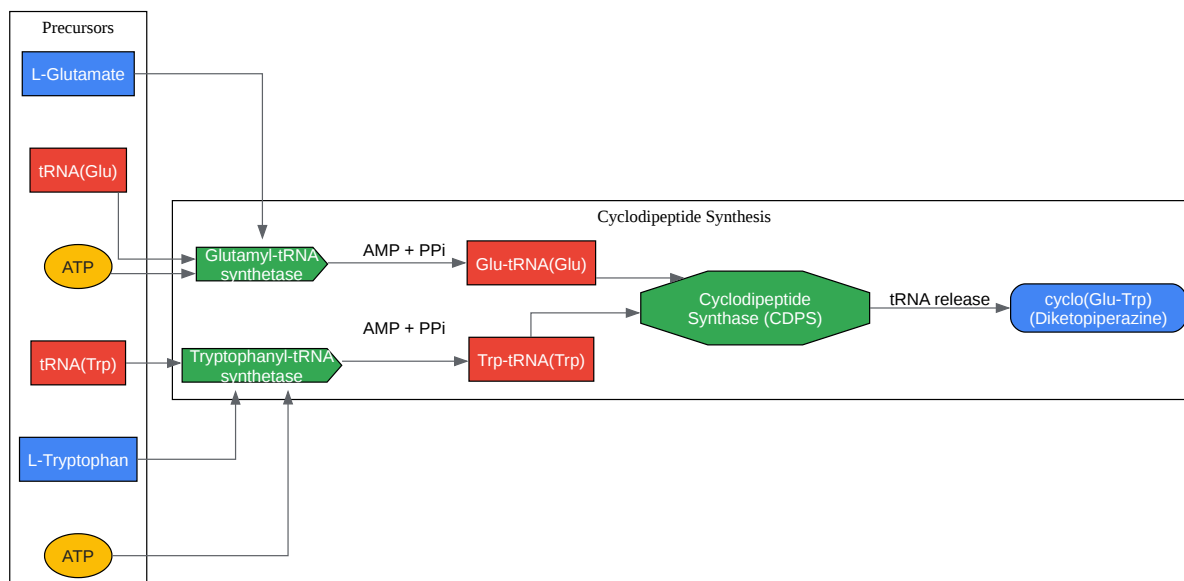 Precursors
L-Glutamate
tRNA(Glu)
ATP
tRNA(Trp)
L-Tryptophan
ATP
Cyclodipeptide Synthesis
Glutamyl-tRNA
synthetase
AMP + PPi
Glu-tRNA(Glu)
Tryptophanyl-tRNA
synthetase
AMP + PPi
Trp-tRNA(Trp)
Cyclodipeptide
Synthase (CDPS)
tRNA release
cyclo(Glu-Trp)
(Diketopiperazine)